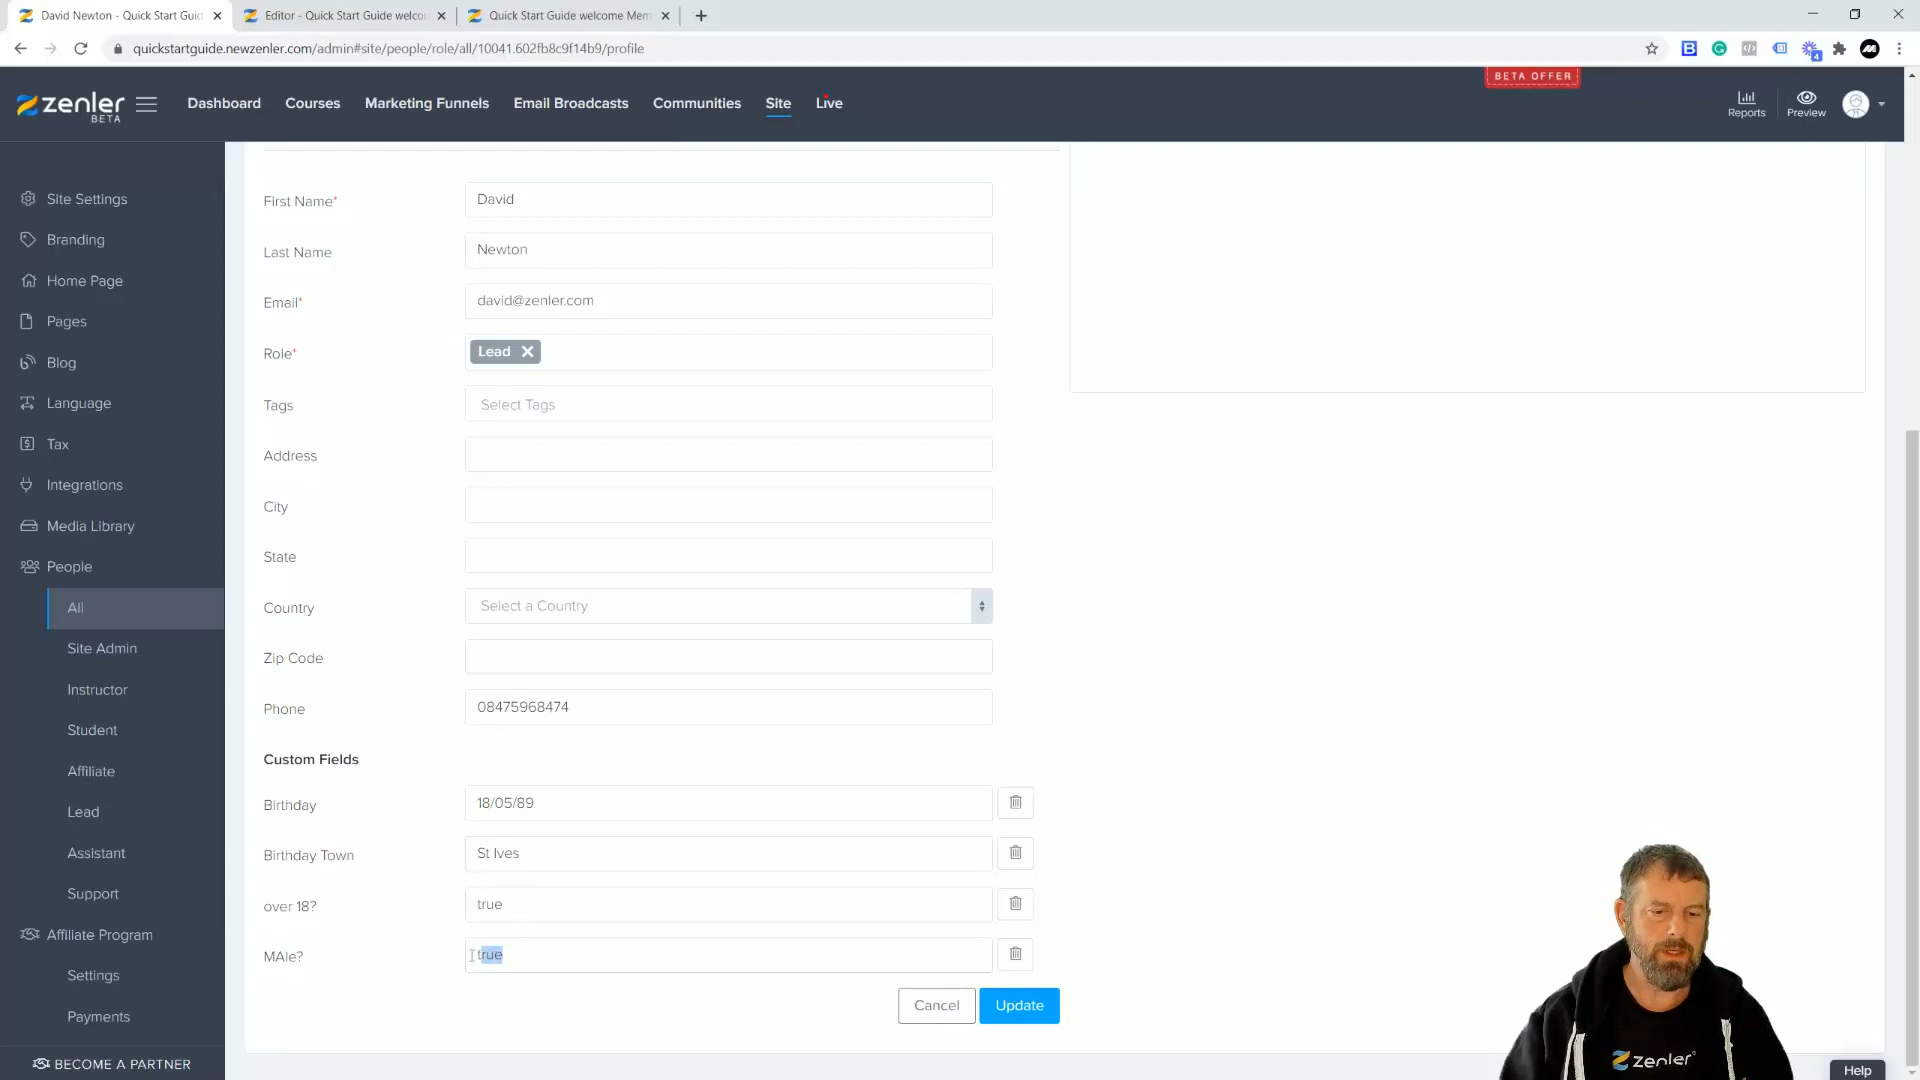 David Newton - Quick Start Guid
Editor - Quick Start Guide welcor
Quick Start Guide welcome Mem
quickstartguide.newzenler.com/admin#site/people/role/all/10041.602fb8c9f14b9/profile
4
BETA OFFER
zenler
BETA
Dashboard
Courses
Marketing Funnels
Email Broadcasts
Communities
Site
Live
Reports
Preview
Site Settings
Branding
Home Page
Pages
Blog
Language
Tax
Integrations
Media Library
People
All
Site Admin
Instructor
Student
Affiliate
Lead
Assistant
Support
Affiliate Program
Settings
Payments
BECOME A PARTNER
First Name* David
Last Name Newton
Email* david@zenler.com
Role* Lead
Tags Select Tags
Address
City
State
Country Select a Country
Zip Code
Phone 08475968474
Custom Fields
Birthday 18/05/89
Birthday Town St Ives
over 18? true
MAle? true
Cancel Update
zenler
Help